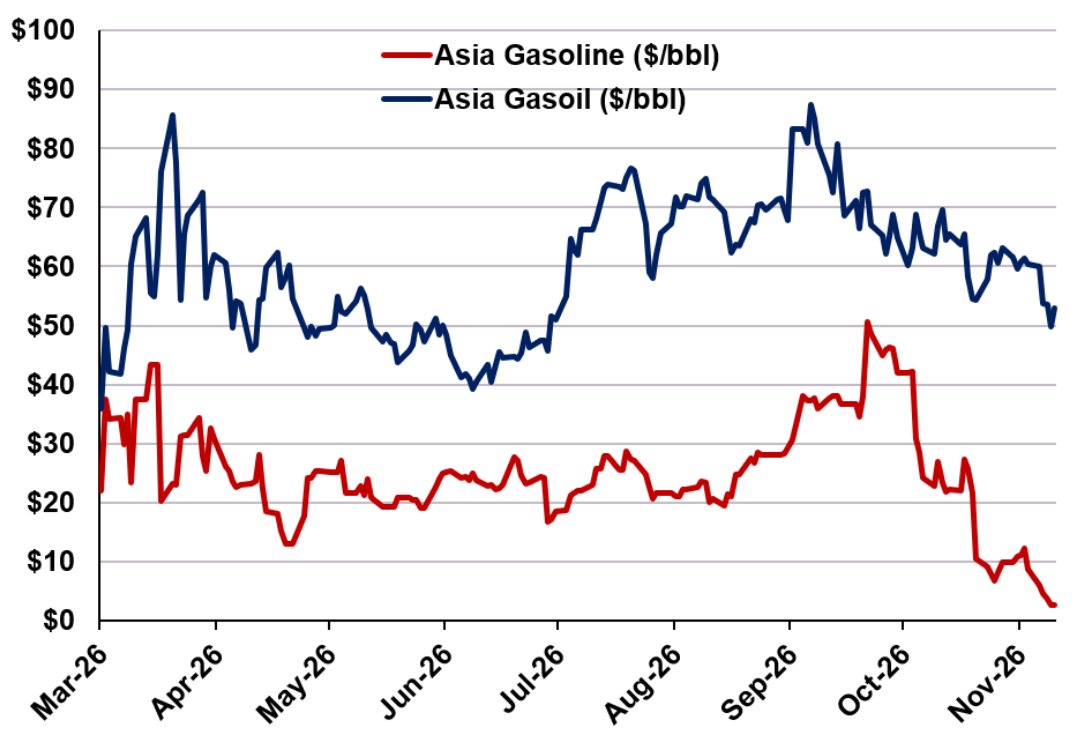 $100
$90
$80
$70
$60
$50
$40
$30
$20
$10
$0
Asia Gasoline ($/bbl)
Asia Gasoil ($/bbl)
Mar-26
Apr-26
May-26
Jun-26
Jul-26
Aug-26
Sep-26
Oct-26
Nov-26